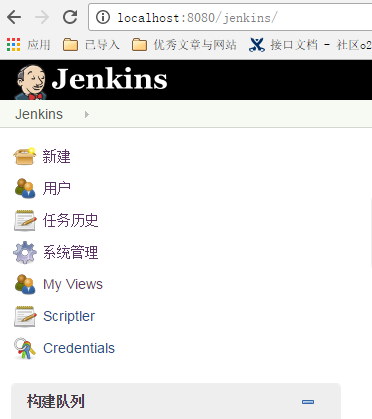 localhost:8080/jenkins/
应用 已导入 优秀文章与网站 接口文档 - 社区o2
Jenkins
Jenkins
新建
用户
任务历史
系统管理
My Views
Scriptler
Credentials
构建队列